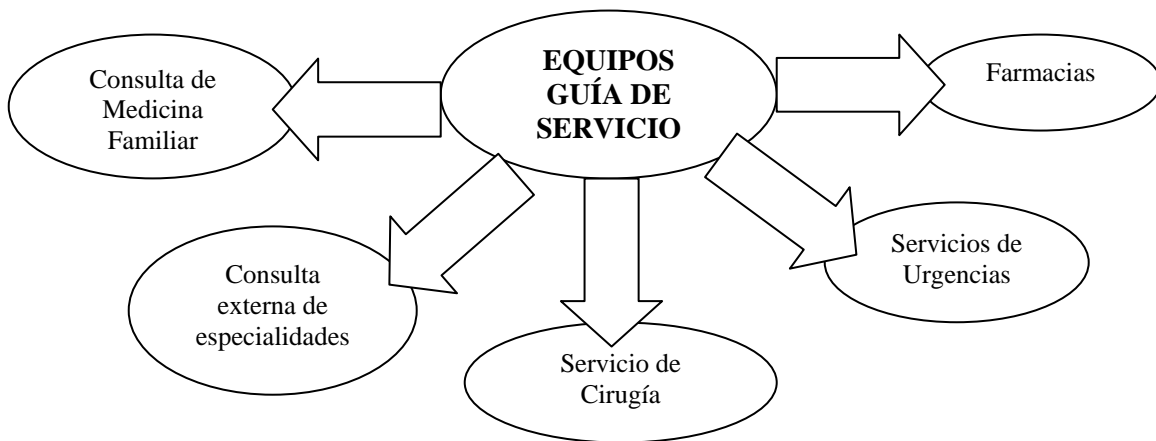 EQUIPOS
GUÍA DE
SERVICIO
Consulta de
Medicina
Familiar
Farmacias
Consulta
externa de
especialidades
Servicio de
Cirugía
Servicios de
Urgencias